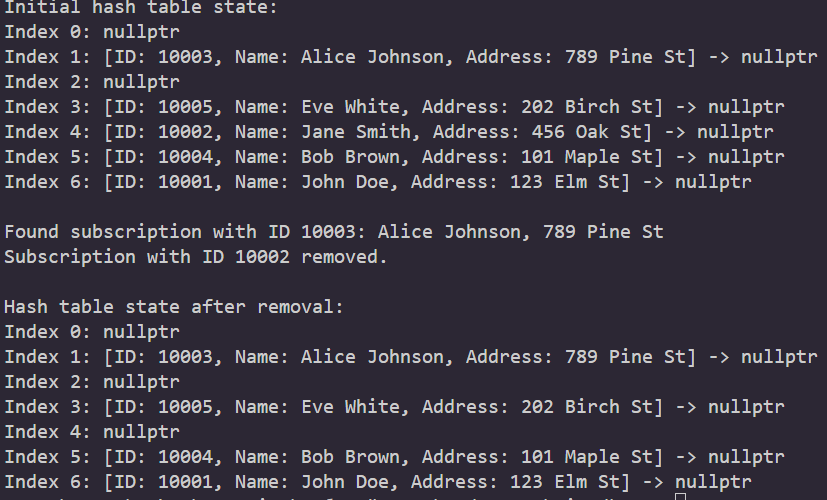 Initial hash table state:
Index 0: nullptr
Index 1: [ID: 10003, Name: Alice Johnson, Address: 789 Pine St] -> nullptr
Index 2: nullptr
Index 3: [ID: 10005, Name: Eve White, Address: 202 Birch St] -> nullptr
Index 4: [ID: 10002, Name: Jane Smith, Address: 456 Oak St] -> nullptr
Index 5: [ID: 10004, Name: Bob Brown, Address: 101 Maple St] -> nullptr
Index 6: [ID: 10001, Name: John Doe, Address: 123 Elm St] -> nullptr

Found subscription with ID 10003: Alice Johnson, 789 Pine St
Subscription with ID 10002 removed.

Hash table state after removal:
Index 0: nullptr
Index 1: [ID: 10003, Name: Alice Johnson, Address: 789 Pine St] -> nullptr
Index 2: nullptr
Index 3: [ID: 10005, Name: Eve White, Address: 202 Birch St] -> nullptr
Index 4: nullptr
Index 5: [ID: 10004, Name: Bob Brown, Address: 101 Maple St] -> nullptr
Index 6: [ID: 10001, Name: John Doe, Address: 123 Elm St] -> nullptr